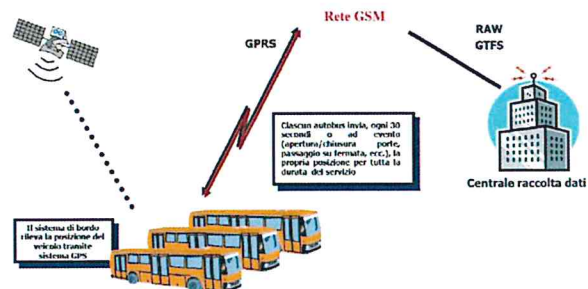 Rete GSM
GPRS
RAW
GTFS
Ciascun autobus invia, ogni 30
secondi o ad evento
(apertura/chiusura porte,
passaggio su fermata, ecc.), la
propria posizione per tutta la
durata del servizio
Centrale raccolta dati
Il sistema di bordo
rileva la posizione del
veicolo tramite
sistema GPS